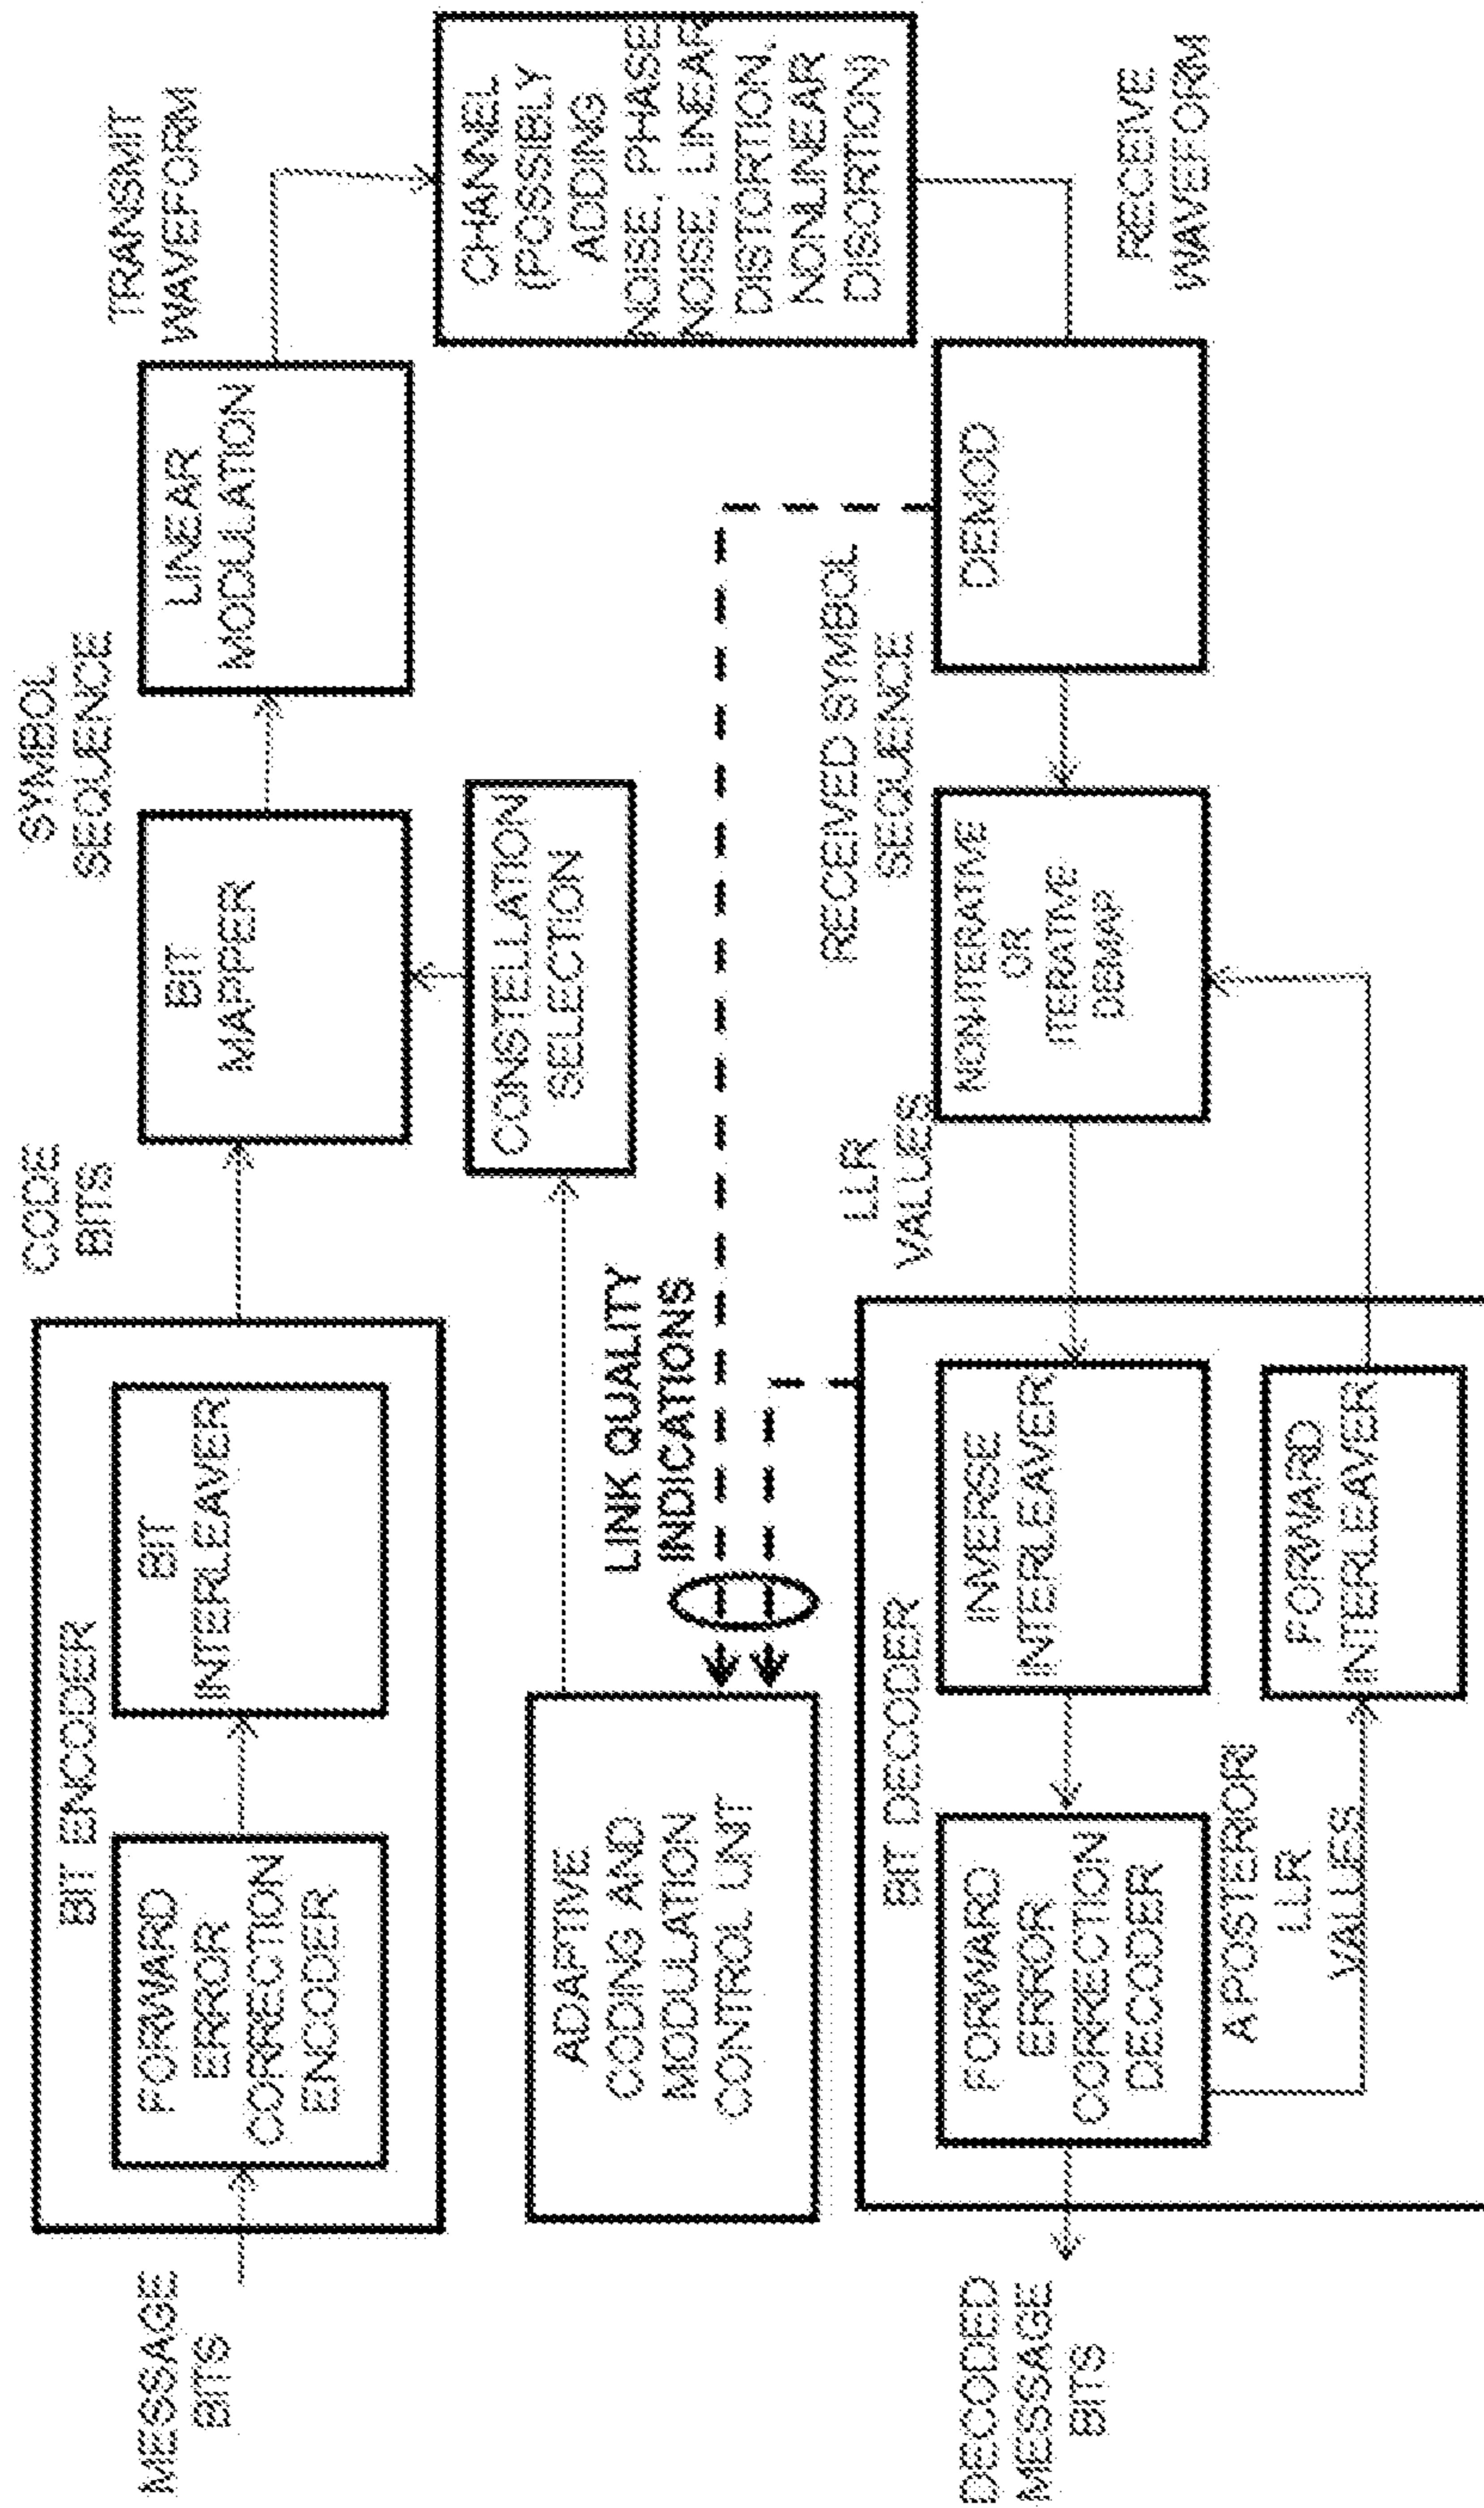 MESSAGE
BITS
BIT ENCODER
FORWARD
ERROR
CORRECTION
ENCODER
BIT
INTERLEAVER
CODE
BITS
BIT
MAPPER
SYMBOL
SEQUENCE
LINEAR
MODULATION
TRANSMIT
WAVEFORM
CHANNEL
(POSSIBLY
ADDING
NOISE, PHASE
NOISE, LINEAR
DISTORTION,
NONLINEAR
DISORTION)
ADAPTIVE
CODING AND
MODULATION
CONTROL UNIT
LINK QUALITY
INDICATIONS
CONSTELLATION
SELECTION
RECEIVE
WAVEFORM
DEMOD
RECEIVED SYMBOL
SEQUENCE
NON-ITERATIVE
OR
ITERATIVE
DEMAP
LLR
VALUES
BIT DECODER
INVERSE
INTERLEAVER
FORWARD
ERROR
CORRECTION
DECODER
A POSTERIORI
LLR
VALUES
FORWARD
INTERLEAVER
DECODED
MESSAGE
BITS